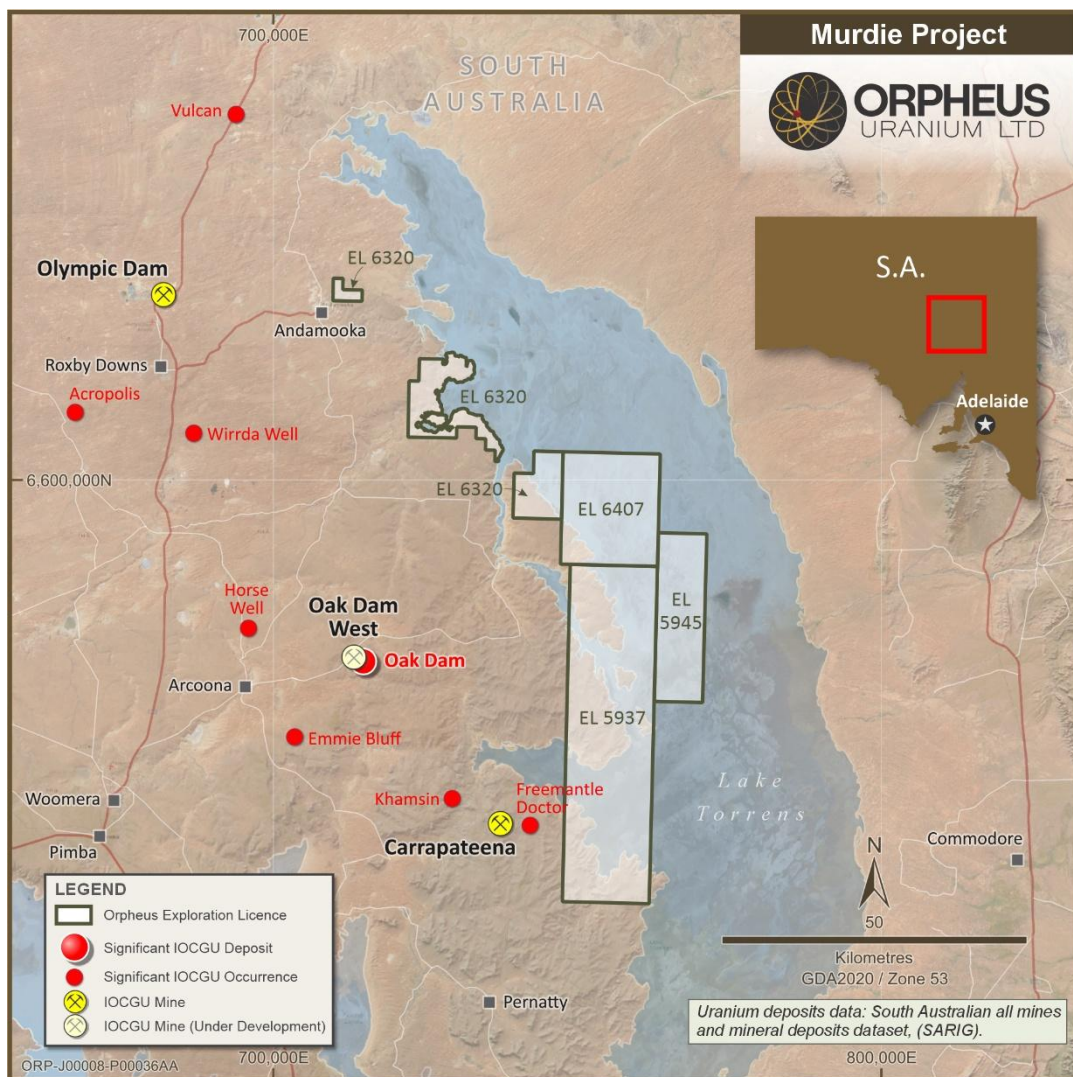 700,000E
Murdie Project
ORPHEUS
URANIUM LTD
SOUTH
AUSTRALIA
Vulcan
S.A.
Adelaide
Olympic Dam
EL 6320
Andamooka
Roxby Downs
Acropolis
EL 6320
Wirrda Well
6,600,000N
EL 6320
EL 6407
Horse
Well
Oak Dam
West
EL
5945
Oak Dam
Arcoona
EL 5937
Emmie Bluff
Lake
Torrens
Woomera
Khamsin
Freemantle
Doctor
Pimba
Carrapateena
Commodore
N
50
Kilometres
GDA2020 / Zone 53
LEGEND
Orpheus Exploration Licence
Significant IOCGU Deposit
Significant IOCGU Occurrence
IOCGU Mine
IOCGU Mine (Under Development)
Pernatty
Uranium deposits data: South Australian all mines
and mineral deposits dataset, (SARIG).
ORP-J00008-P00036AA
700,000E
800,000E